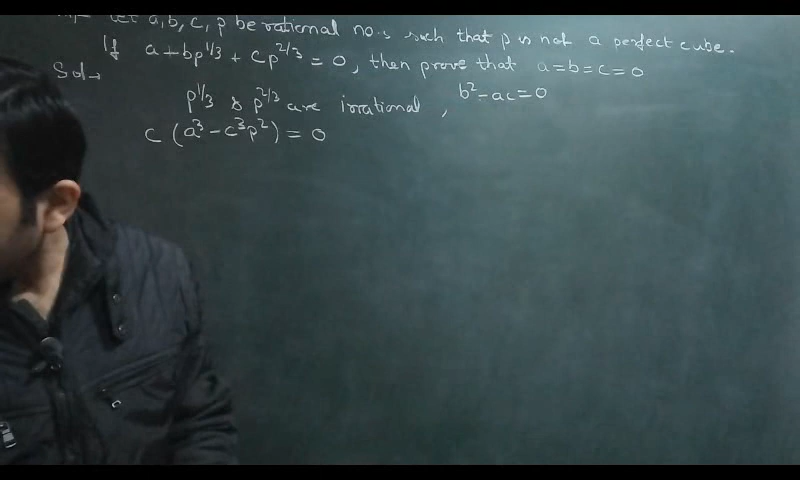 let a, b, c, p be rational no.s such that p is not a perfect cube.
If a + bp^{1/3} + cp^{2/3} = 0, then prove that a = b = c = 0
Sol→
p^{1/3} & p^{2/3} are irrational, b² - ac = 0
c (a³ - c³p²) = 0